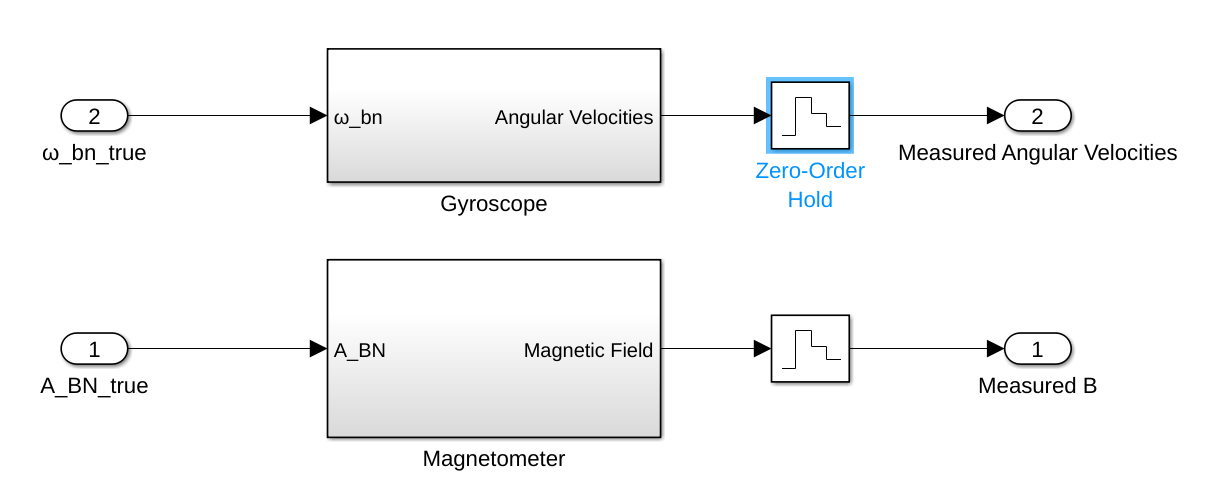 2
ω_bn_true
ω_bn
Angular Velocities
Gyroscope
Zero-Order
Hold
2
Measured Angular Velocities
1
A_BN_true
A_BN
Magnetic Field
Magnetometer
1
Measured B